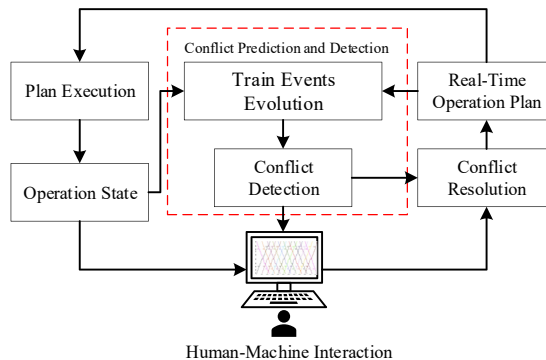 Conflict Prediction and Detection
Plan Execution
Train Events
Evolution
Real-Time
Operation Plan
Operation State
Conflict
Detection
Conflict
Resolution
Human-Machine Interaction